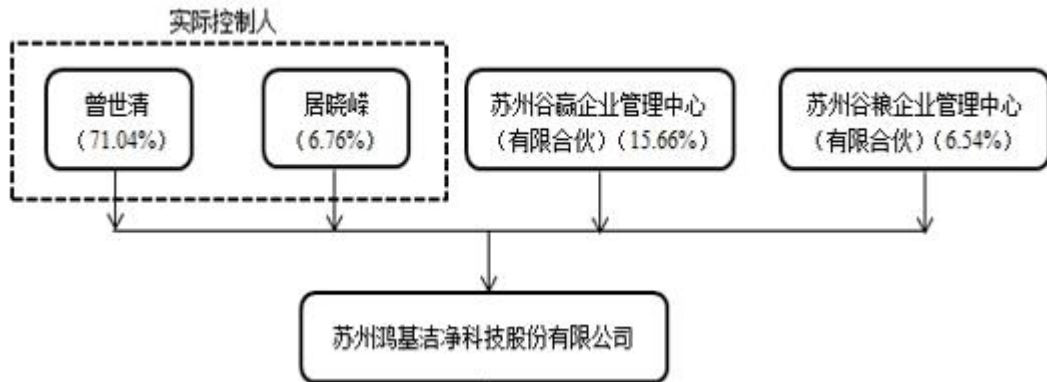 实际控制人
曾世清
（71.04%）
居晓嵘
（6.76%）
苏州谷赢企业管理中心
（有限合伙）（15.66%）
苏州谷粮企业管理中心
（有限合伙）（6.54%）
苏州鸿基洁净科技股份有限公司